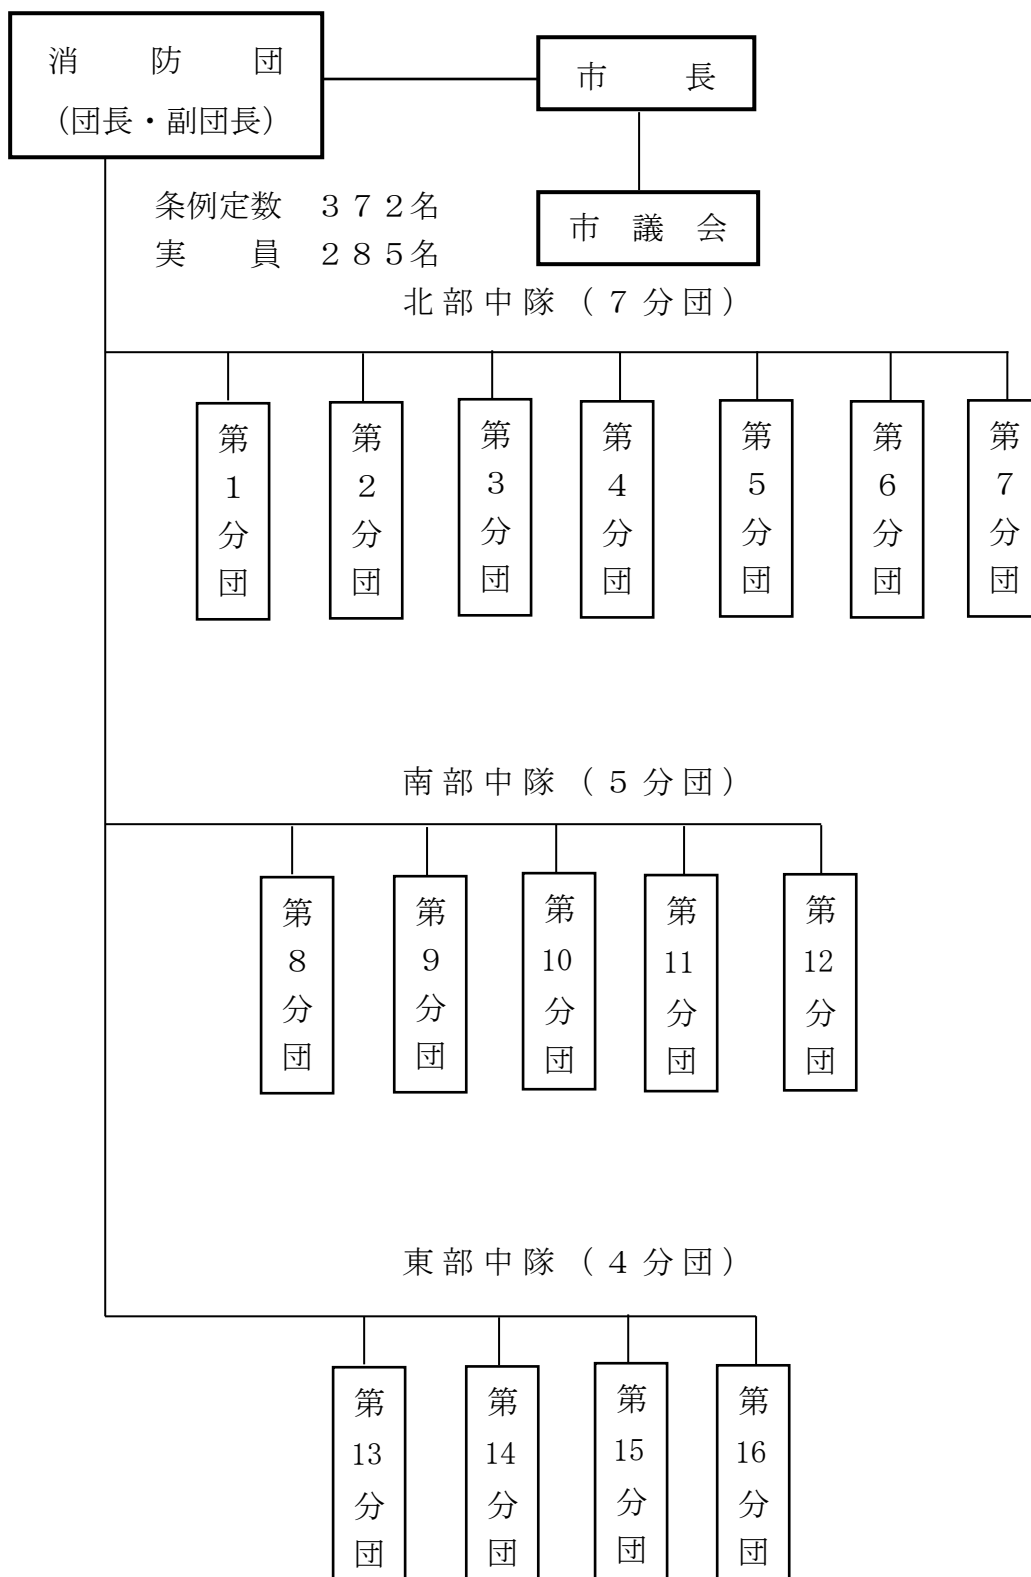 消防団
(団長・副団長)
市長
条例定数　３７２名
実　　員　２８５名
市議会
北部中隊（７分団）
第１分団
第２分団
第３分団
第４分団
第５分団
第６分団
第７分団
南部中隊（５分団）
第８分団
第９分団
第10分団
第11分団
第12分団
東部中隊（４分団）
第13分団
第14分団
第15分団
第16分団